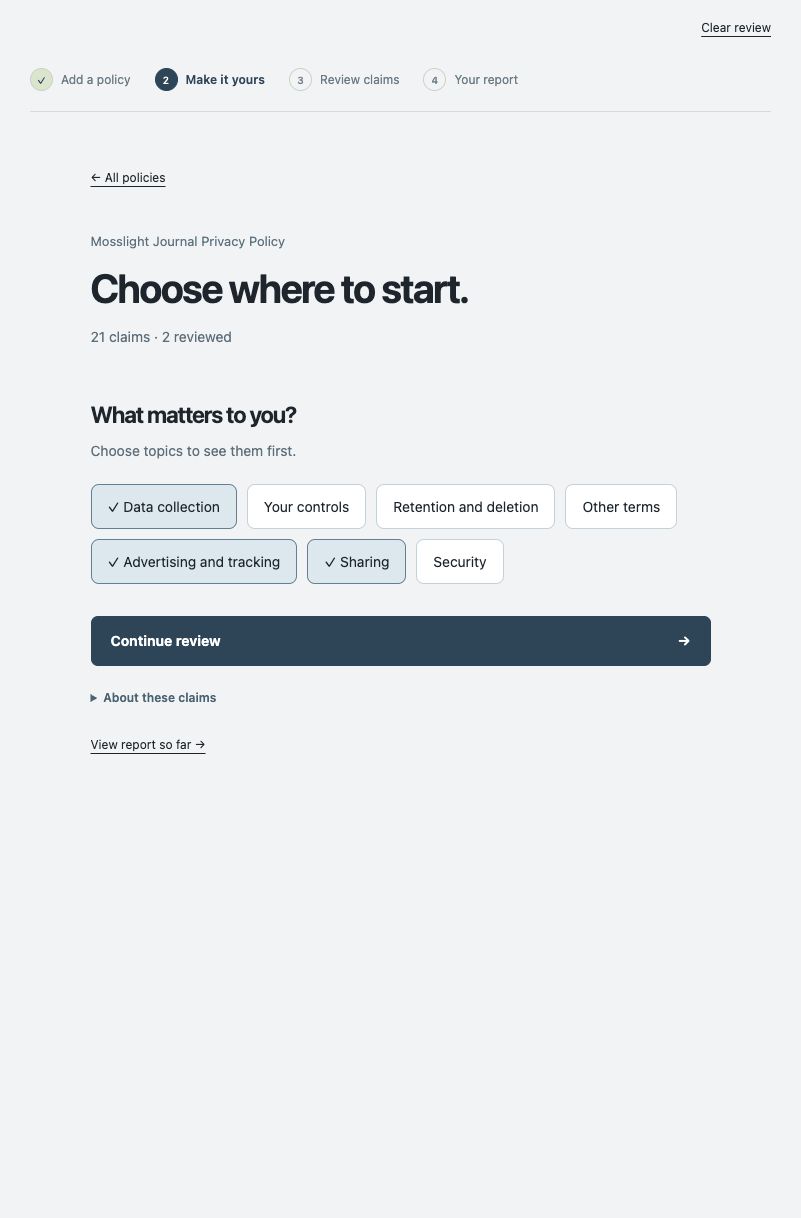 Clear review
✓ Add a policy 2 Make it yours 3 Review claims 4 Your report
← All policies
Mosslight Journal Privacy Policy
Choose where to start.
21 claims · 2 reviewed
What matters to you?
Choose topics to see them first.
✓ Data collection Your controls Retention and deletion Other terms
✓ Advertising and tracking ✓ Sharing Security
Continue review →
▶ About these claims
View report so far →